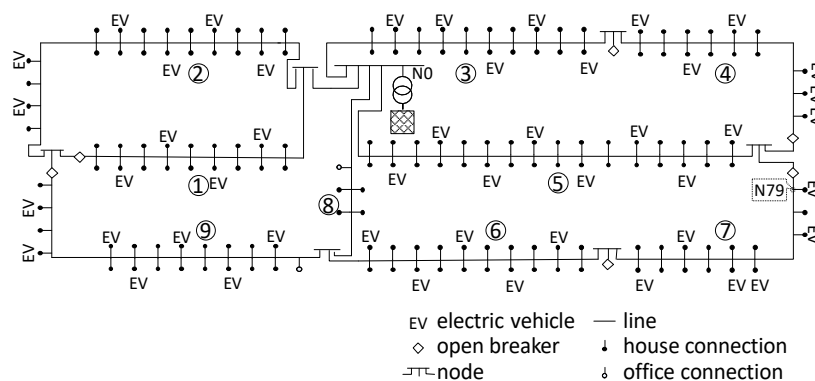 EV EV EV EV EV EV EV EV
EV
EV
EV ② EV
N0
③ EV EV ④ EV
EV
EV
EV
EV EV EV EV EV EV EV
EV ① EV
EV EV ⑤ EV
N79
⑧
EV
EV
⑨ EV EV
EV ⑥ EV EV ⑦
EV
EV EV EV EV EV EV
EV electric vehicle
line
open breaker
house connection
node
office connection